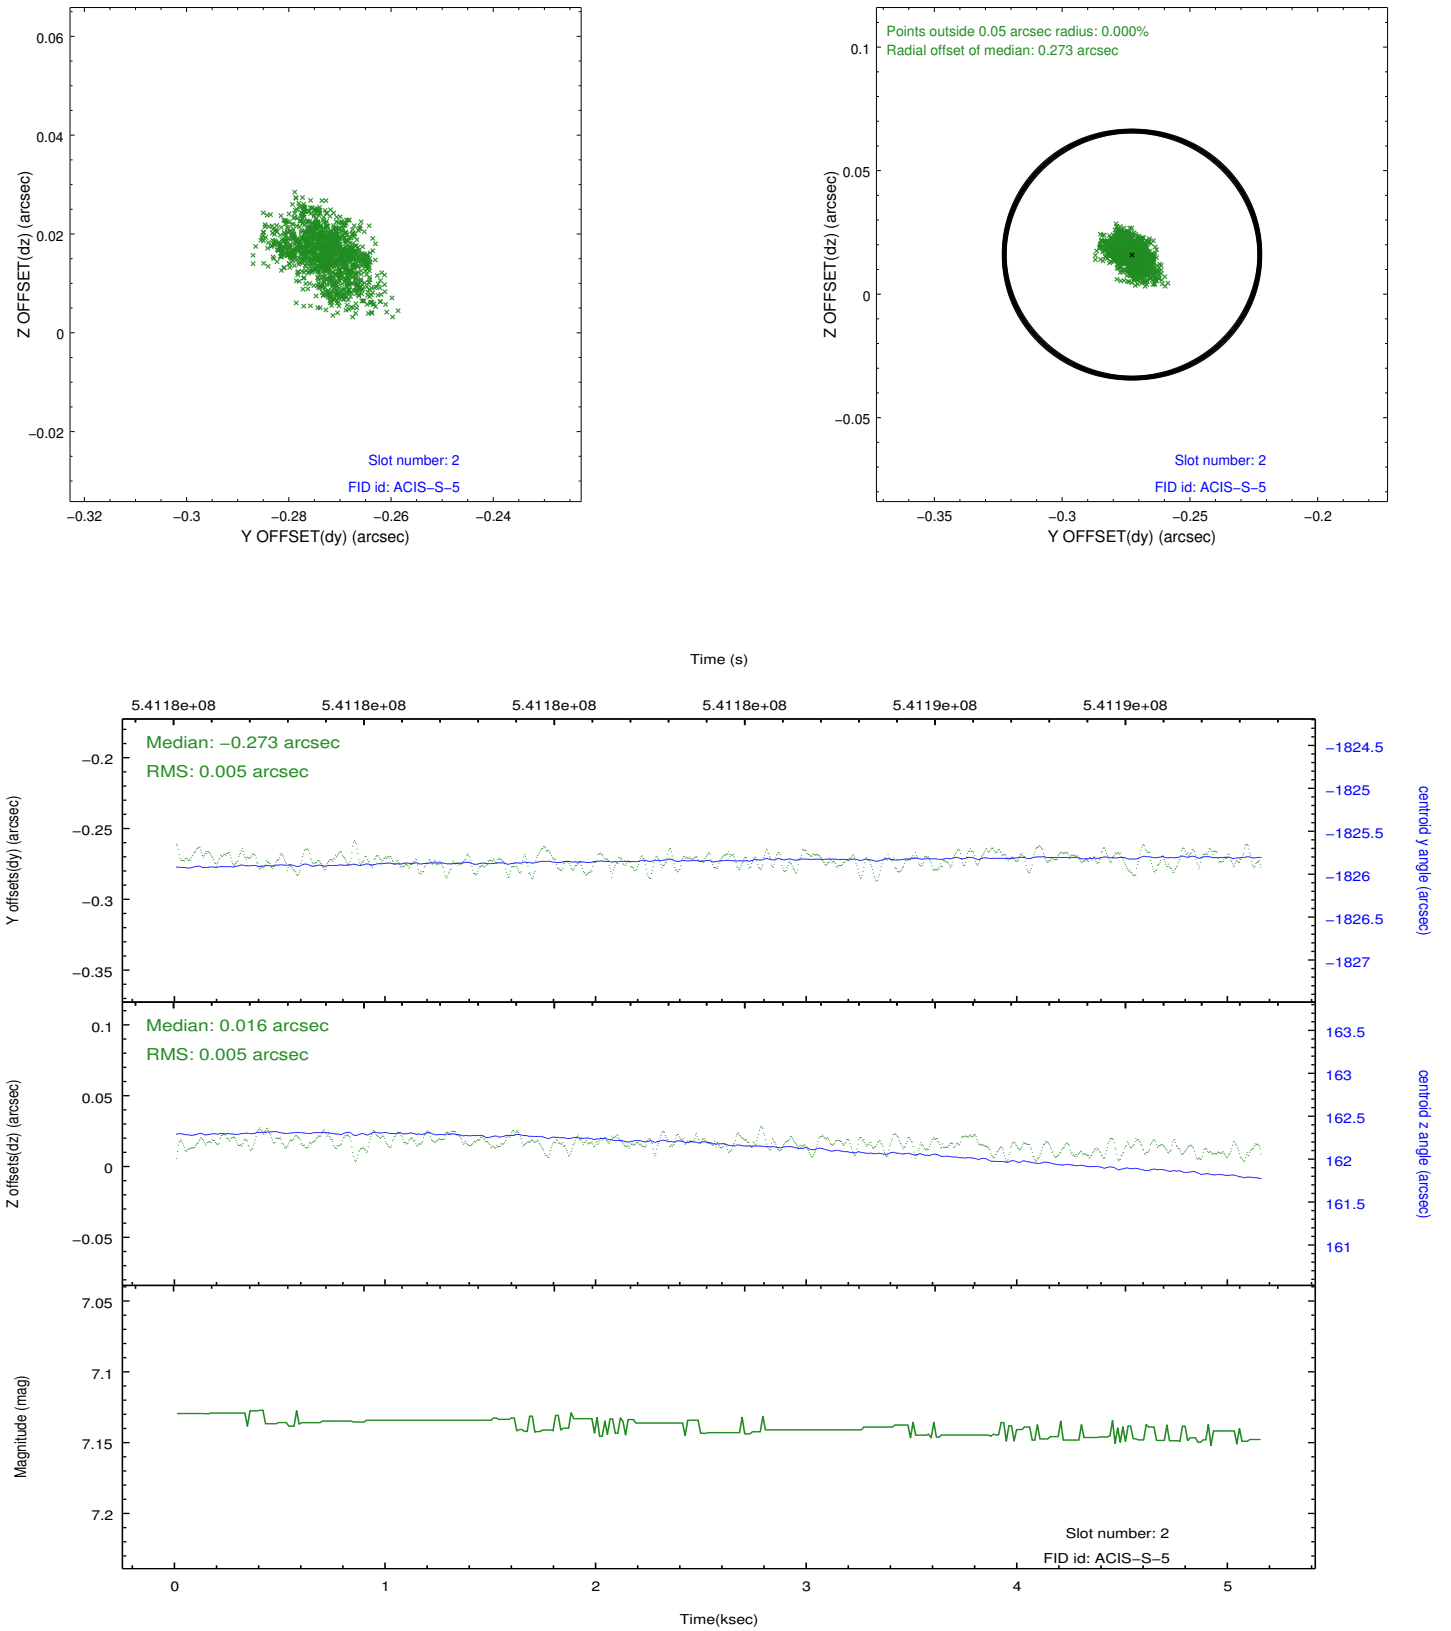 0.06
0.04
0.02
0
−0.02
Z OFFSET(dz) (arcsec)
Slot number: 2
FID id: ACIS−S−5
−0.32
−0.3
−0.28
−0.26
−0.24
Y OFFSET(dy) (arcsec)
Points outside 0.05 arcsec radius: 0.000%
Radial offset of median: 0.273 arcsec
0.1
0.05
0
−0.05
Z OFFSET(dz) (arcsec)
Slot number: 2
FID id: ACIS−S−5
−0.35
−0.3
−0.25
−0.2
Y OFFSET(dy) (arcsec)
Time (s)
5.4118e+08
5.4118e+08
5.4118e+08
5.4118e+08
5.4119e+08
5.4119e+08
Median: −0.273 arcsec
RMS: 0.005 arcsec
−0.2
−0.25
−0.3
−0.35
Y offsets(dy) (arcsec)
−1824.5
−1825
−1825.5
−1826
−1826.5
−1827
centroid y angle (arcsec)
Median: 0.016 arcsec
RMS: 0.005 arcsec
0.1
0.05
0
−0.05
Z offsets(dz) (arcsec)
163.5
163
162.5
162
161.5
161
centroid z angle (arcsec)
7.05
7.1
7.15
7.2
Magnitude (mag)
Slot number: 2
FID id: ACIS−S−5
0
1
2
3
4
5
Time(ksec)